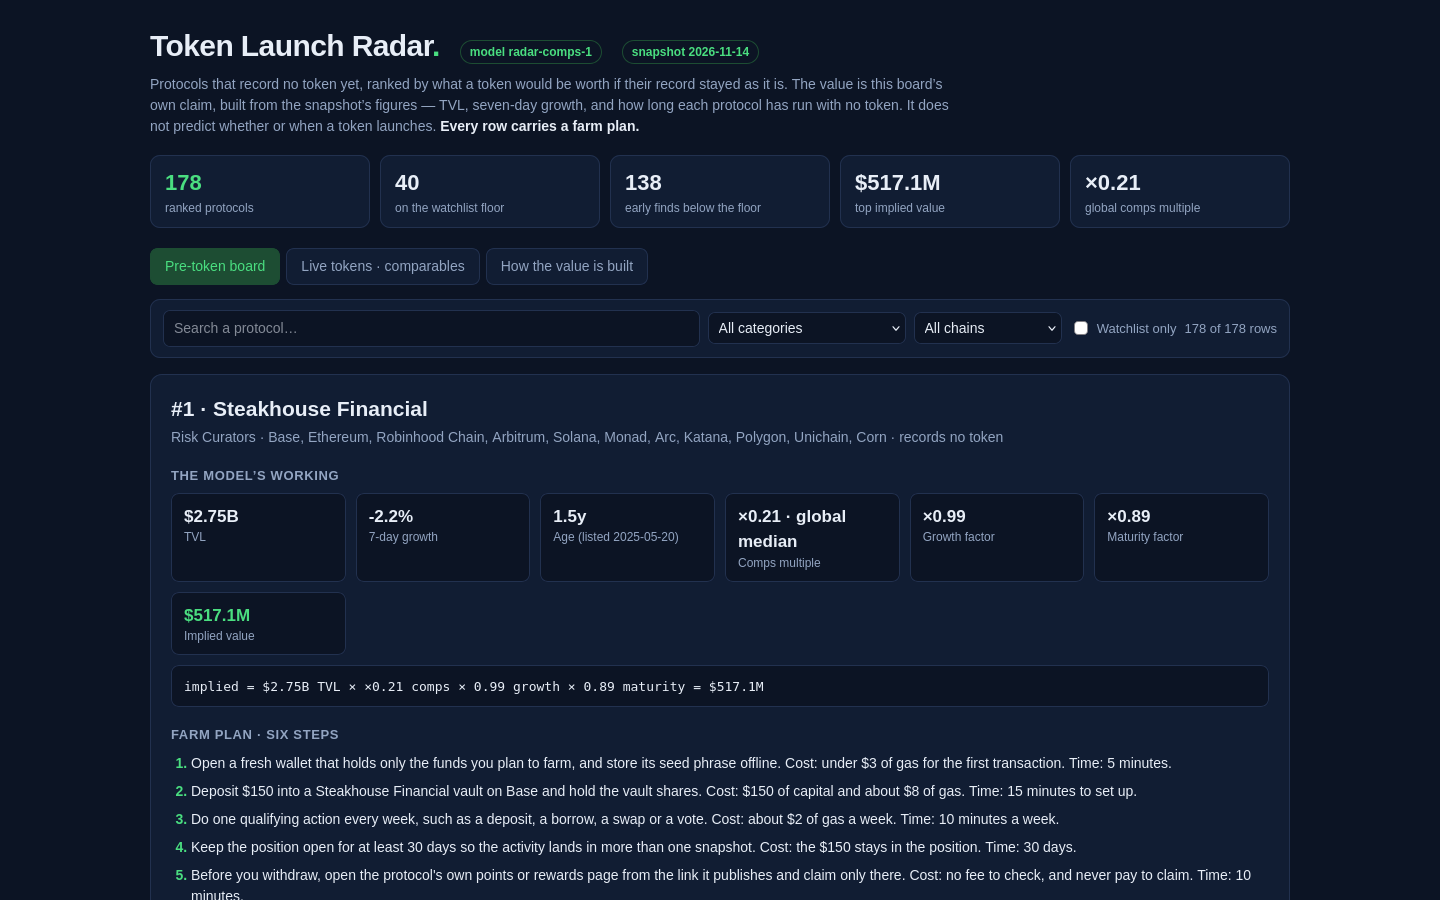 Token Launch Radar.
model radar-comps-1
snapshot 2026-11-14
Protocols that record no token yet, ranked by what a token would be worth if their record stayed as it is. The value is this board's
own claim, built from the snapshot's figures — TVL, seven-day growth, and how long each protocol has run with no token. It does
not predict whether or when a token launches. Every row carries a farm plan.
178
ranked protocols
40
on the watchlist floor
138
early finds below the floor
$517.1M
top implied value
×0.21
global comps multiple
Pre-token board
Live tokens · comparables
How the value is built
Search a protocol…
All categories
All chains
Watchlist only
178 of 178 rows
#1 · Steakhouse Financial
Risk Curators · Base, Ethereum, Robinhood Chain, Arbitrum, Solana, Monad, Arc, Katana, Polygon, Unichain, Corn · records no token
THE MODEL'S WORKING
$2.75B
TVL
-2.2%
7-day growth
1.5y
Age (listed 2025-05-20)
×0.21 · global
median
Comps multiple
×0.99
Growth factor
×0.89
Maturity factor
$517.1M
Implied value
implied = $2.75B TVL × ×0.21 comps × 0.99 growth × 0.89 maturity = $517.1M
FARM PLAN · SIX STEPS
1. Open a fresh wallet that holds only the funds you plan to farm, and store its seed phrase offline. Cost: under $3 of gas for the first transaction. Time: 5 minutes.
2. Deposit $150 into a Steakhouse Financial vault on Base and hold the vault shares. Cost: $150 of capital and about $8 of gas. Time: 15 minutes to set up.
3. Do one qualifying action every week, such as a deposit, a borrow, a swap or a vote. Cost: about $2 of gas a week. Time: 10 minutes a week.
4. Keep the position open for at least 30 days so the activity lands in more than one snapshot. Cost: the $150 stays in the position. Time: 30 days.
5. Before you withdraw, open the protocol's own points or rewards page from the link it publishes and claim only there. Cost: no fee to check, and never pay to claim. Time: 10
minutes.